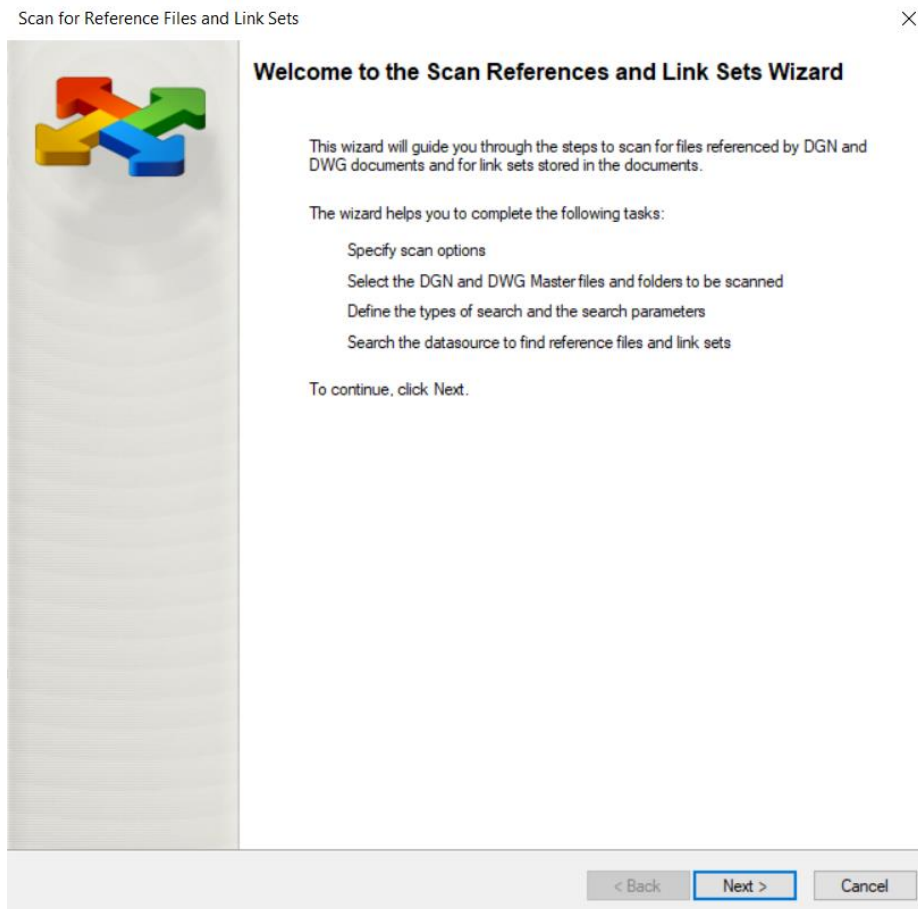 Scan for Reference Files and Link Sets
Welcome to the Scan References and Link Sets Wizard
This wizard will guide you through the steps to scan for files referenced by DGN and
DWG documents and for link sets stored in the documents.
The wizard helps you to complete the following tasks:
Specify scan options
Select the DGN and DWG Master files and folders to be scanned
Define the types of search and the search parameters
Search the datasource to find reference files and link sets
To continue, click Next.
< Back
Next >
Cancel